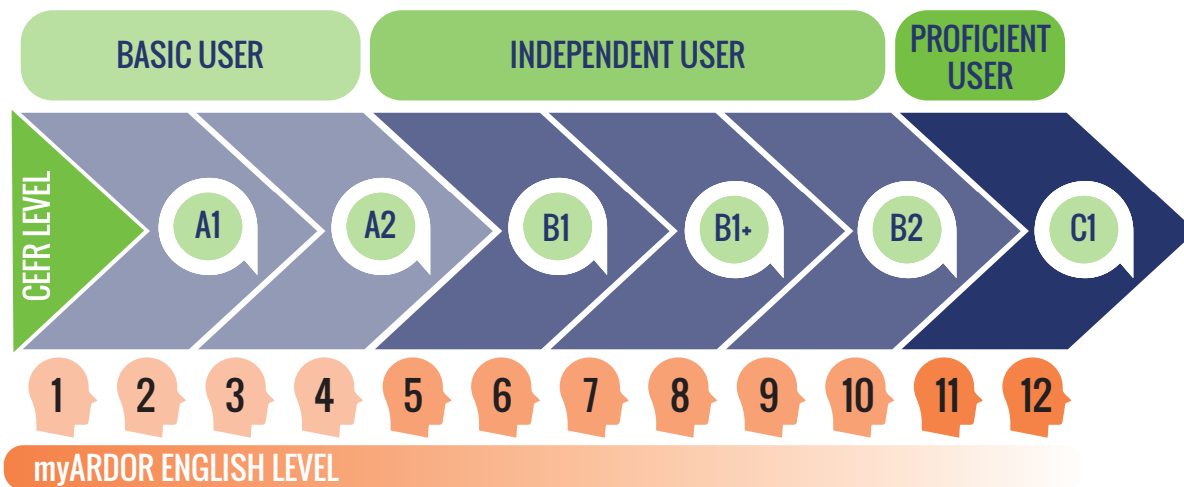 BASIC USER
INDEPENDENT USER
PROFICIENT
USER
CEFR LEVEL
A1
A2
B1
B1+
B2
C1
1 2 3 4 5 6 7 8 9 10 11 12
myARDOR ENGLISH LEVEL